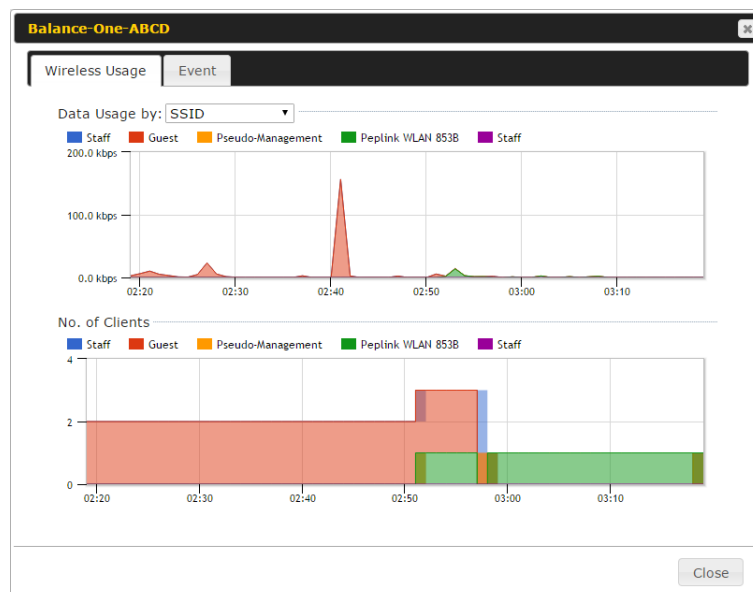 Balance-One-ABCD
Wireless Usage Event
Data Usage by: SSID
Staff Guest Pseudo-Management Peplink WLAN 853B Staff
200.0 kbps
100.0 kbps
0.0 kbps
02:20 02:30 02:40 02:50 03:00 03:10
No. of Clients
Staff Guest Pseudo-Management Peplink WLAN 853B Staff
4
2
0
02:20 02:30 02:40 02:50 03:00 03:10
Close